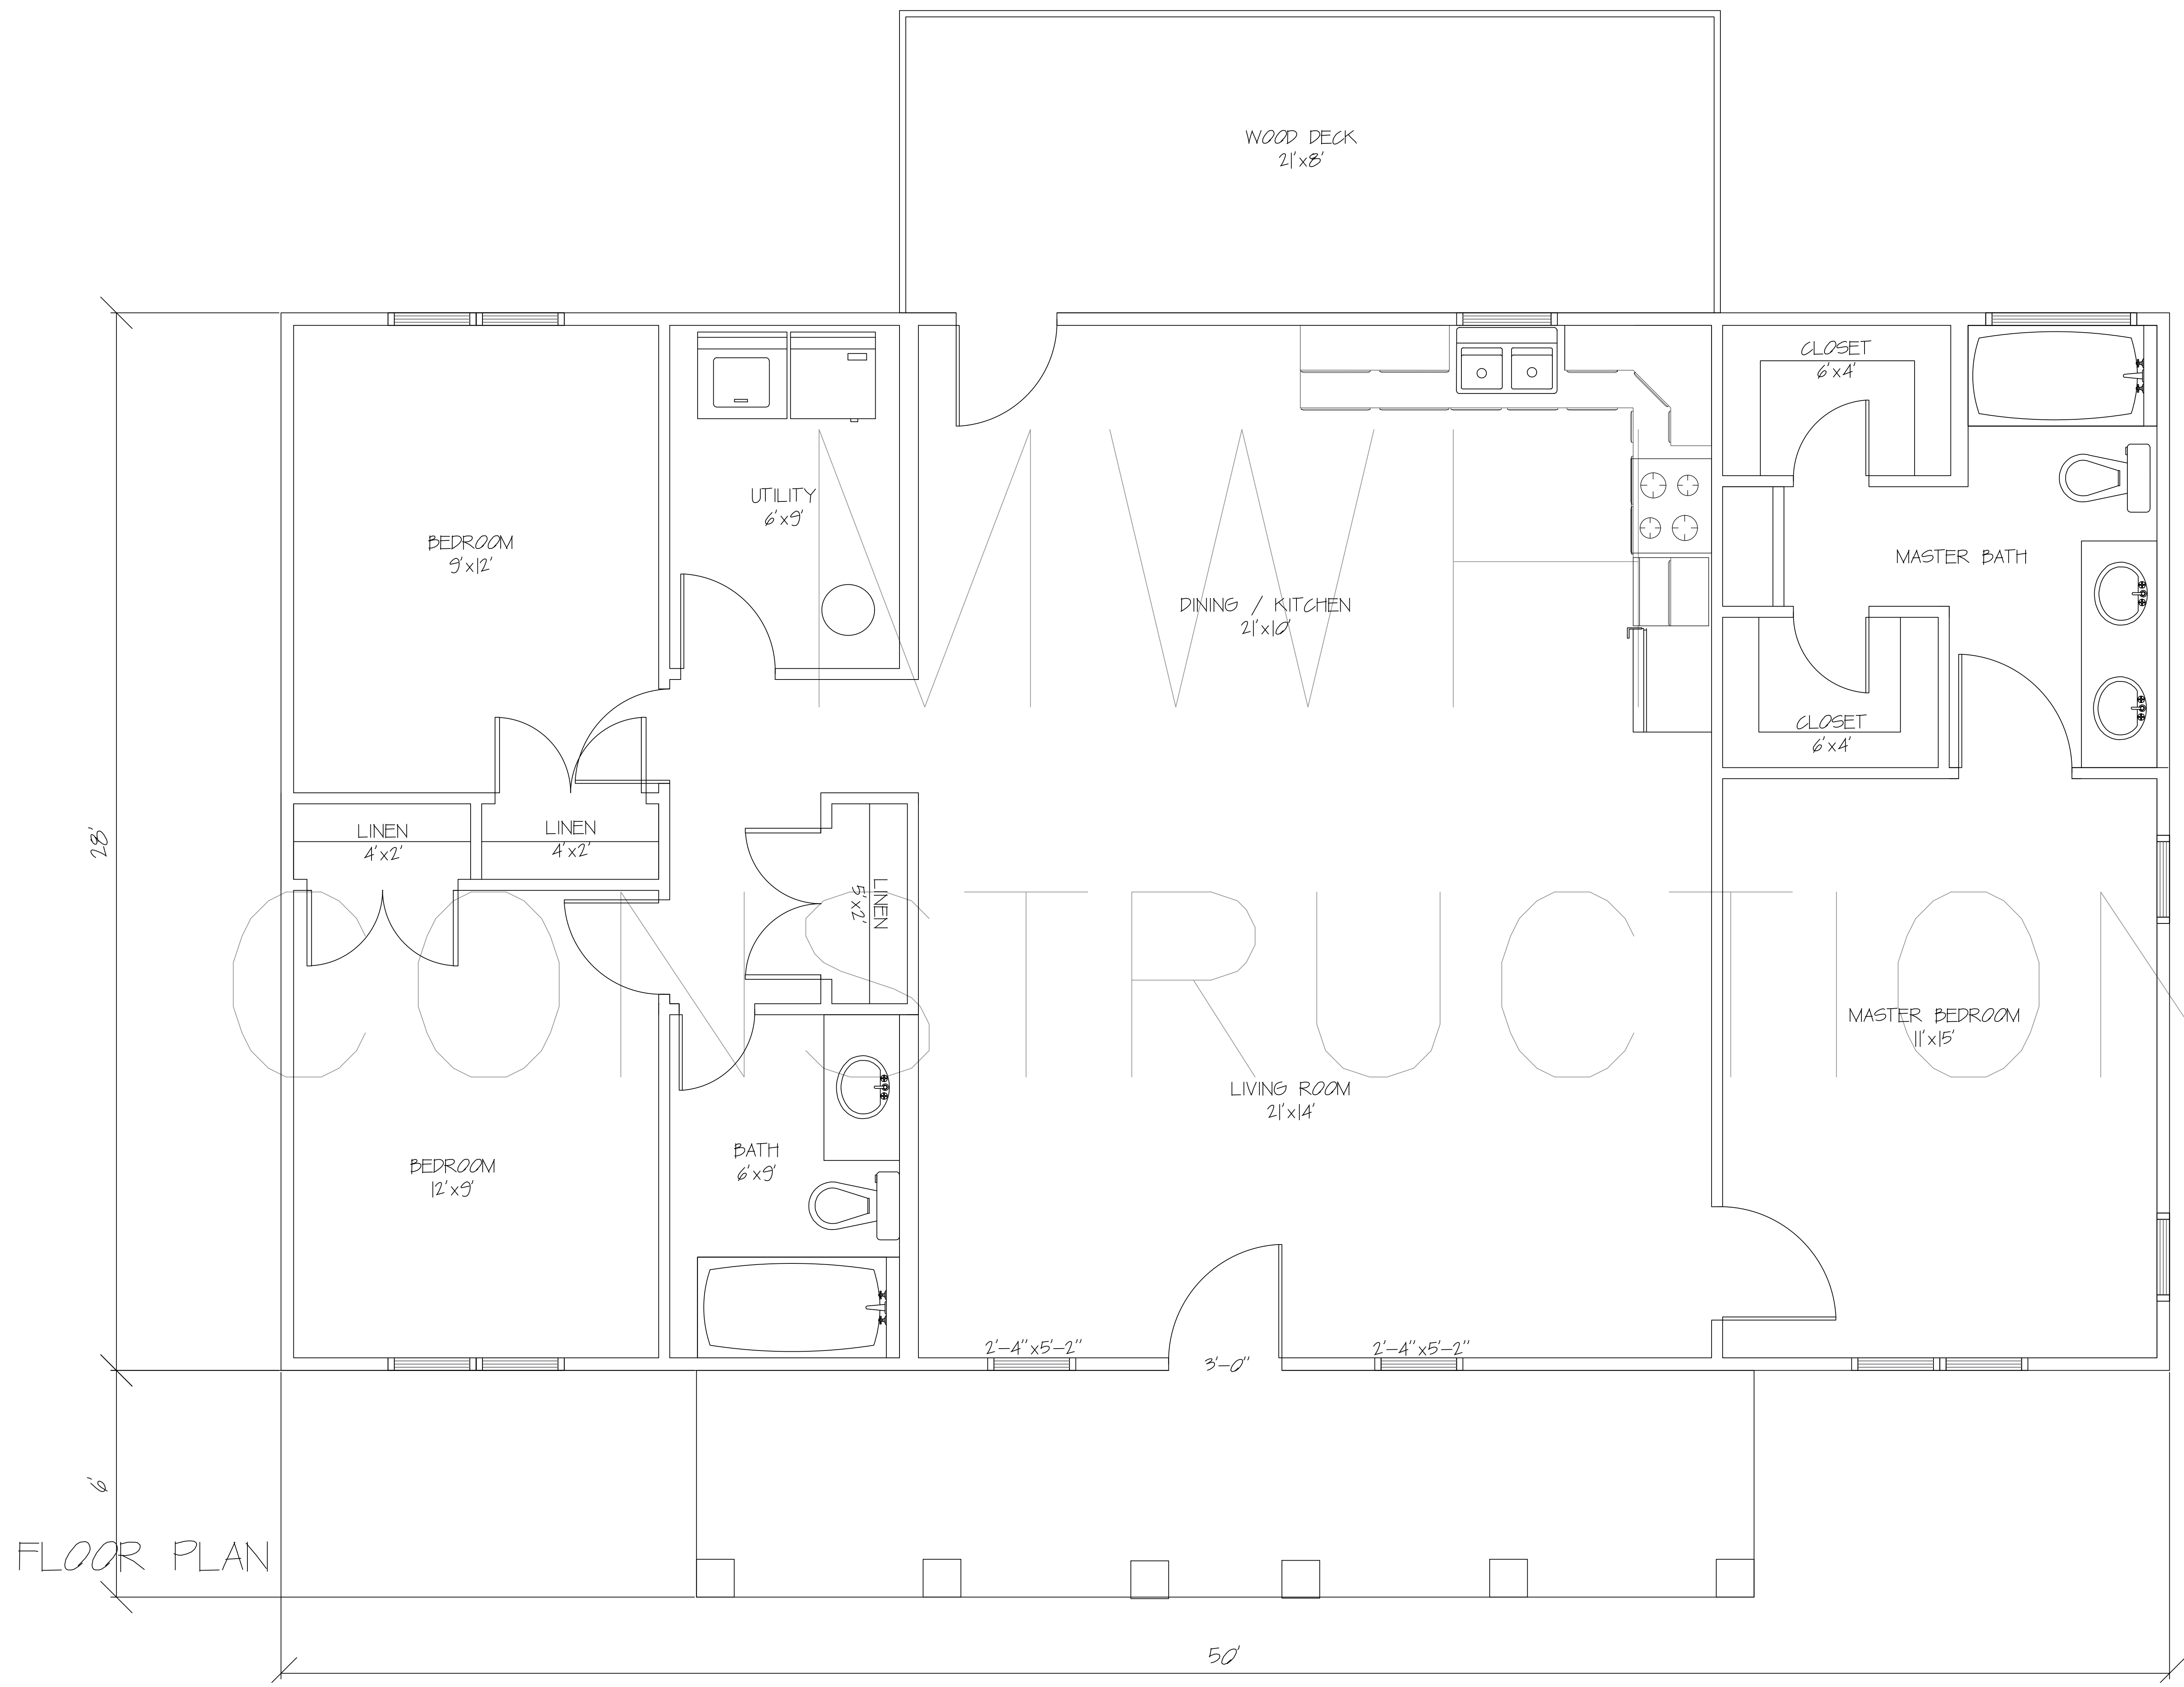 WOOD DECK
21'x8'
CLOSET
6'x4'
UTILITY
6'x9'
BEDROOM
9'x12'
MASTER BATH
DINING / KITCHEN
21'x10'
MWF
CLOSET
6'x4'
LINEN
4'x2'
LINEN
4'x2'
28'
LINEN
5'x2'
CONSTRUCTION
MASTER BEDROOM
11'x15'
LIVING ROOM
21'x14'
BATH
6'x9'
BEDROOM
12'x9'
2'-4"x5'-2"
3'-0"
2'-4"x5'-2"
6'
FLOOR PLAN
50'